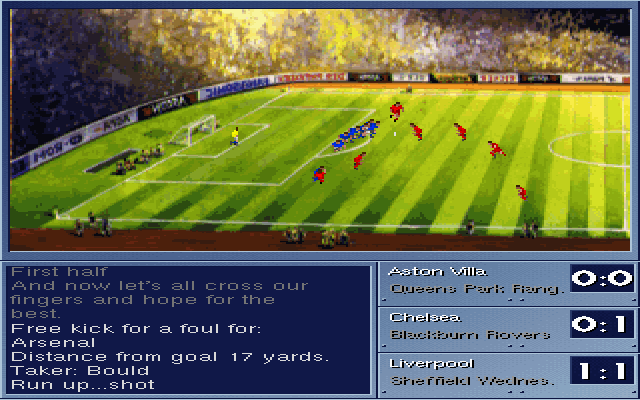 First half
And now let's all cross our
fingers and hope for the
best.
Free kick for a foul for:
Arsenal
Distance from goal 17 yards.
Taker: Bould
Run up...shot
Aston Villa
Queens Park Rang.
0:0
Chelsea
Blackburn Rovers
0:1
Liverpool
Sheffield Wednes.
1:1